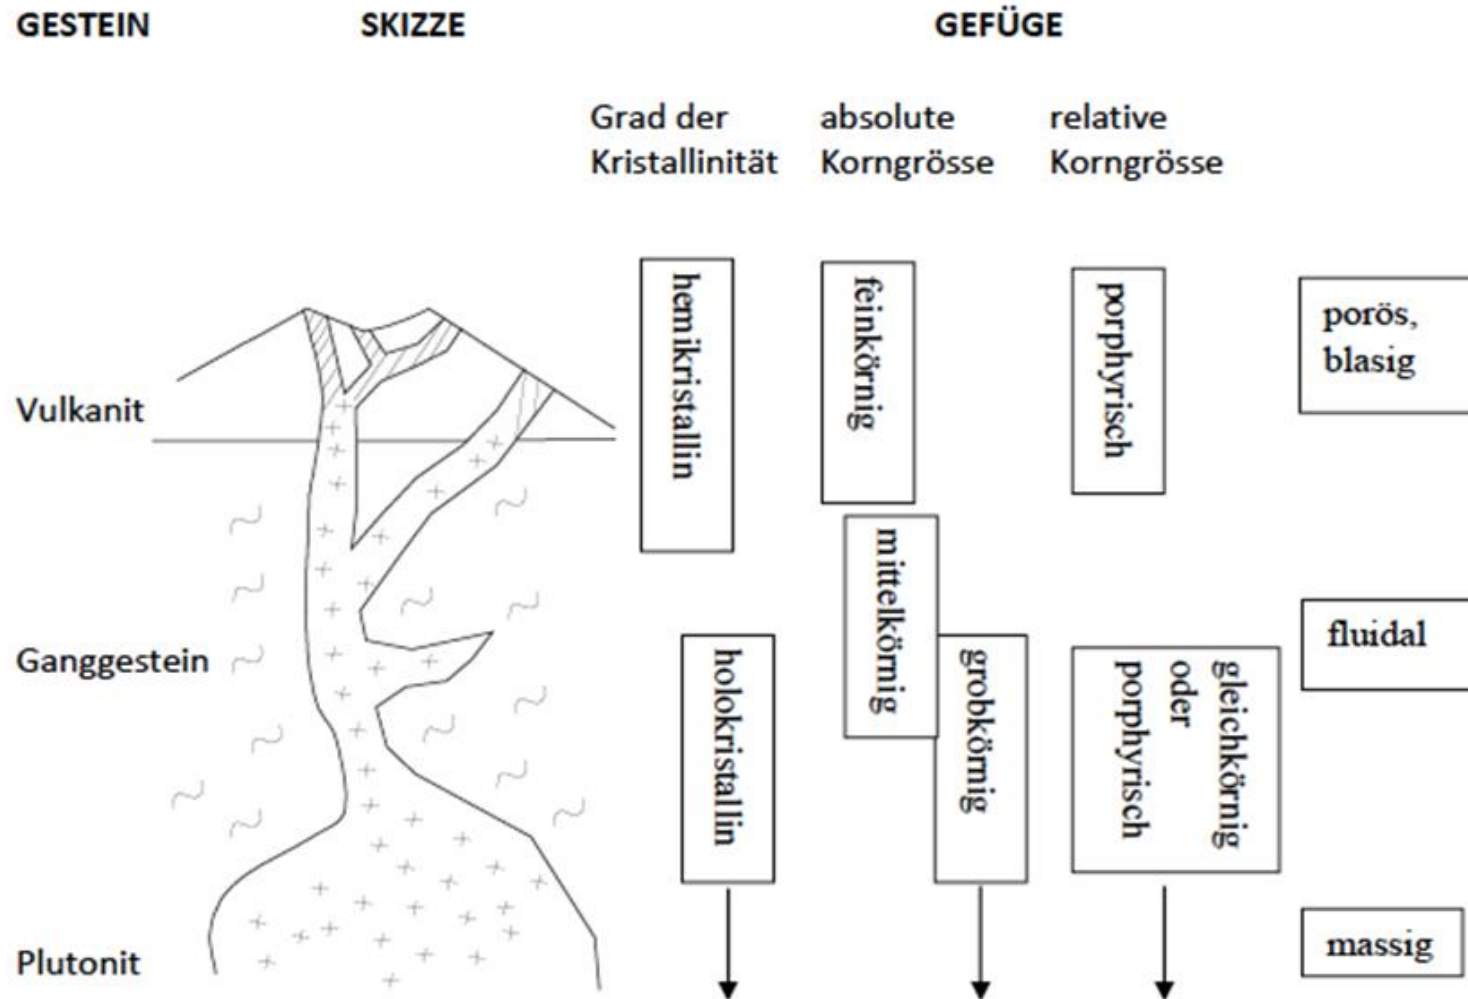 GESTEIN SKIZZE GEFÜGE
Grad der Kristallinität
absolute Korngrösse
relative Korngrösse
Vulkanit
Ganggestein
Plutonit
hemikristallin
holokristallin
feinkörnig
mittelkörnig
grobkörnig
porphyrisch
gleichkörnig
oder
porphyrisch
porös,
blasig
fluidal
massig